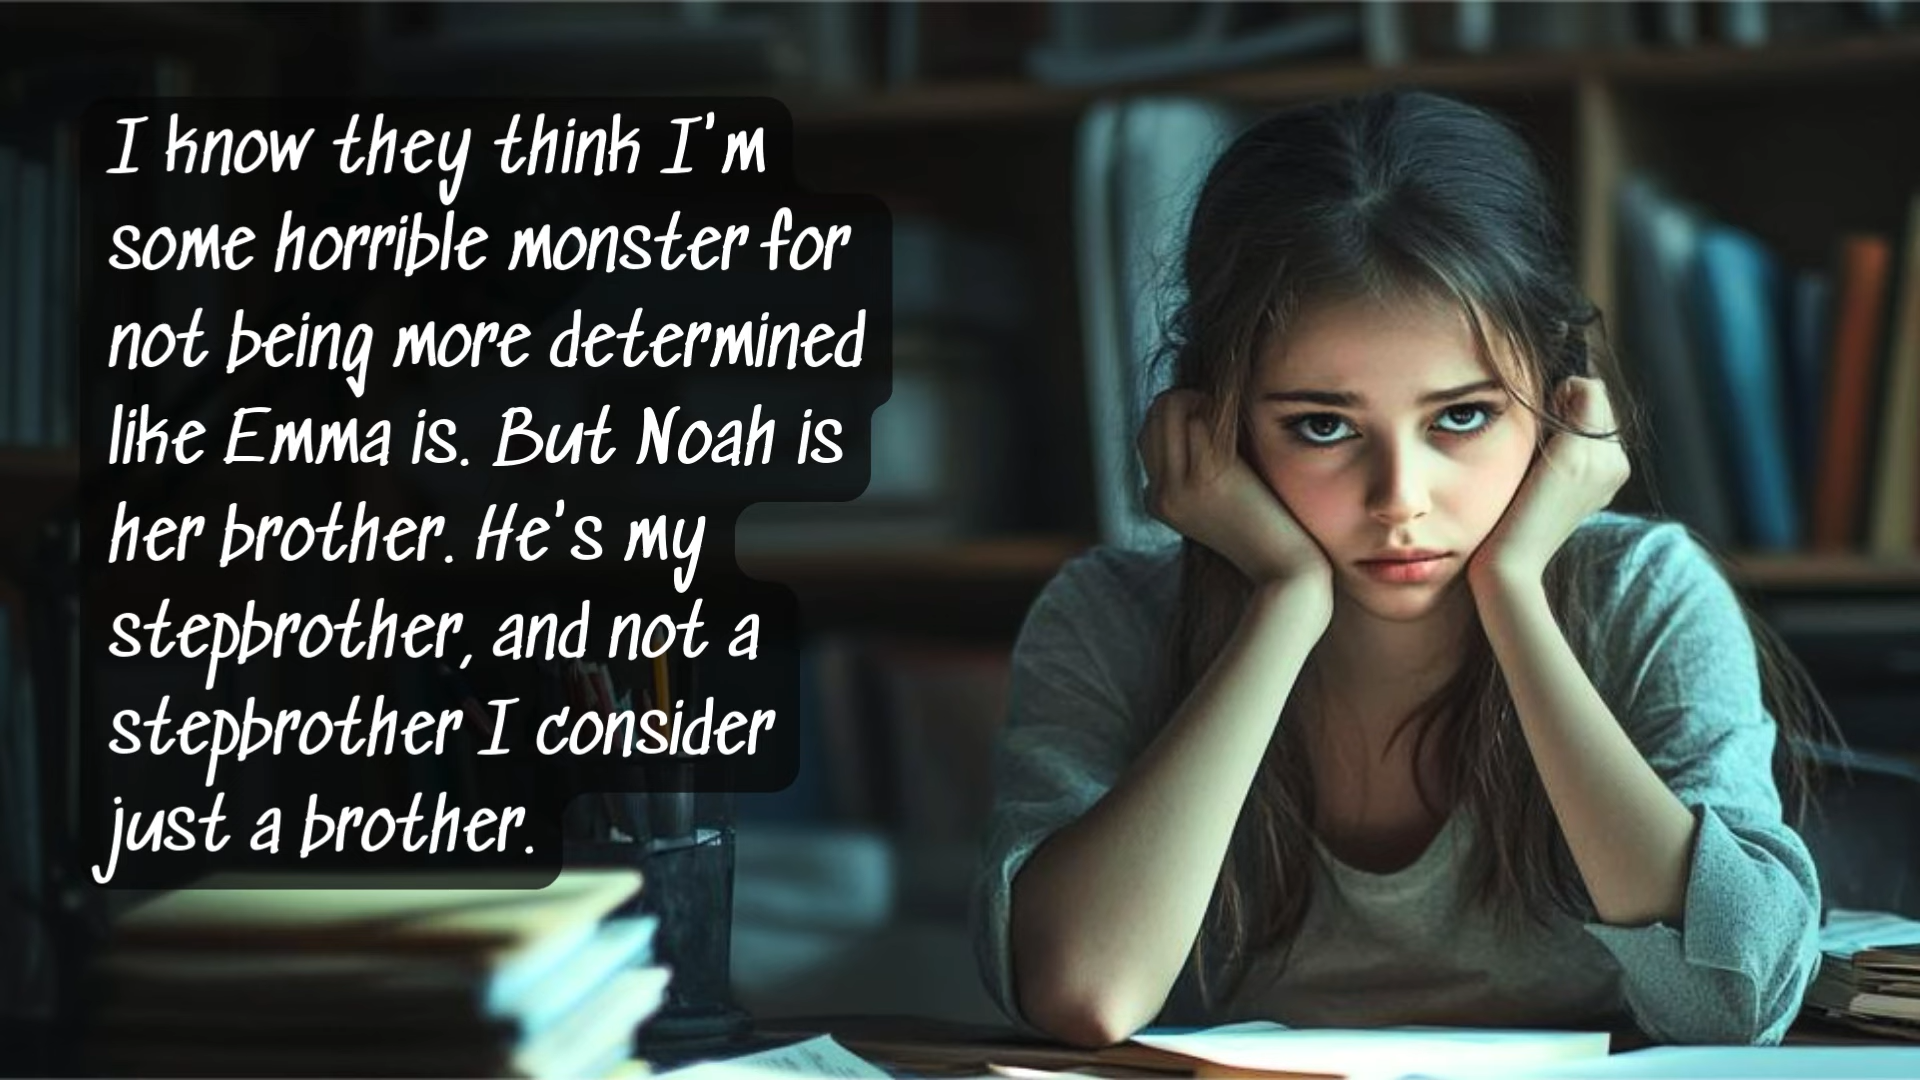 I know they think I'm
some horrible monster for
not being more determined
like Emma is. But Noah is
her brother. He's my
stepbrother, and not a
stepbrother I consider
just a brother.